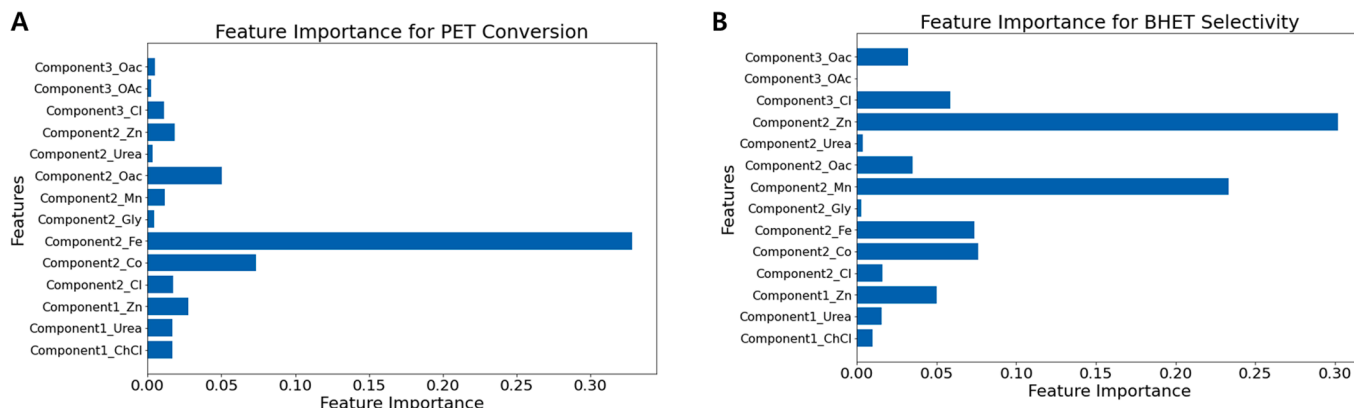 A
Feature Importance for PET Conversion
Features
Component3_Oac
Component3_OAc
Component3_Cl
Component2_Zn
Component2_Urea
Component2_Oac
Component2_Mn
Component2_Gly
Component2_Fe
Component2_Co
Component2_Cl
Component1_Zn
Component1_Urea
Component1_ChCl
0.00 0.05 0.10 0.15 0.20 0.25 0.30
Feature Importance
B
Feature Importance for BHET Selectivity
Features
Component3_Oac
Component3_OAc
Component3_Cl
Component2_Zn
Component2_Urea
Component2_Oac
Component2_Mn
Component2_Gly
Component2_Fe
Component2_Co
Component2_Cl
Component1_Zn
Component1_Urea
Component1_ChCl
0.00 0.05 0.10 0.15 0.20 0.25 0.30
Feature Importance